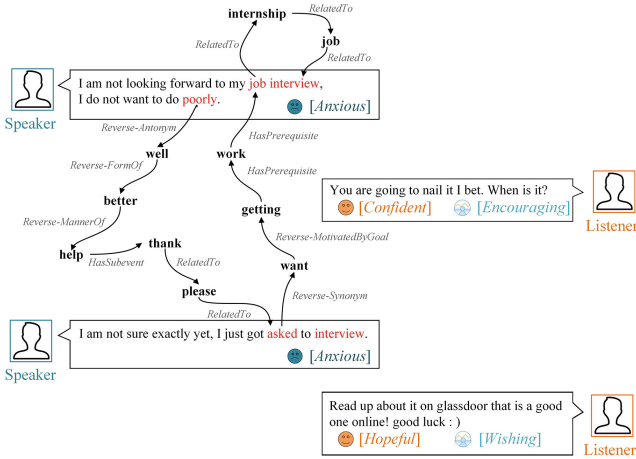 internship
RelatedTo
job
RelatedTo
RelatedTo
I am not looking forward to my job interview,
I do not want to do poorly.
[Anxious]
Speaker
Reverse-Antonym
HasPrerequisite
well
work
Reverse-FormOf
HasPrerequisite
You are going to nail it I bet. When is it?
[Confident] [Encouraging]
Listener
better
getting
Reverse-MannerOf
Reverse-MotivatedByGoal
thank
help
HasSubevent
RelatedTo
want
please
Reverse-Synonym
RelatedTo
I am not sure exactly yet, I just got asked to interview.
[Anxious]
Speaker
Read up about it on glassdoor that is a good
one online! good luck : )
[Hopeful] [Wishing]
Listener